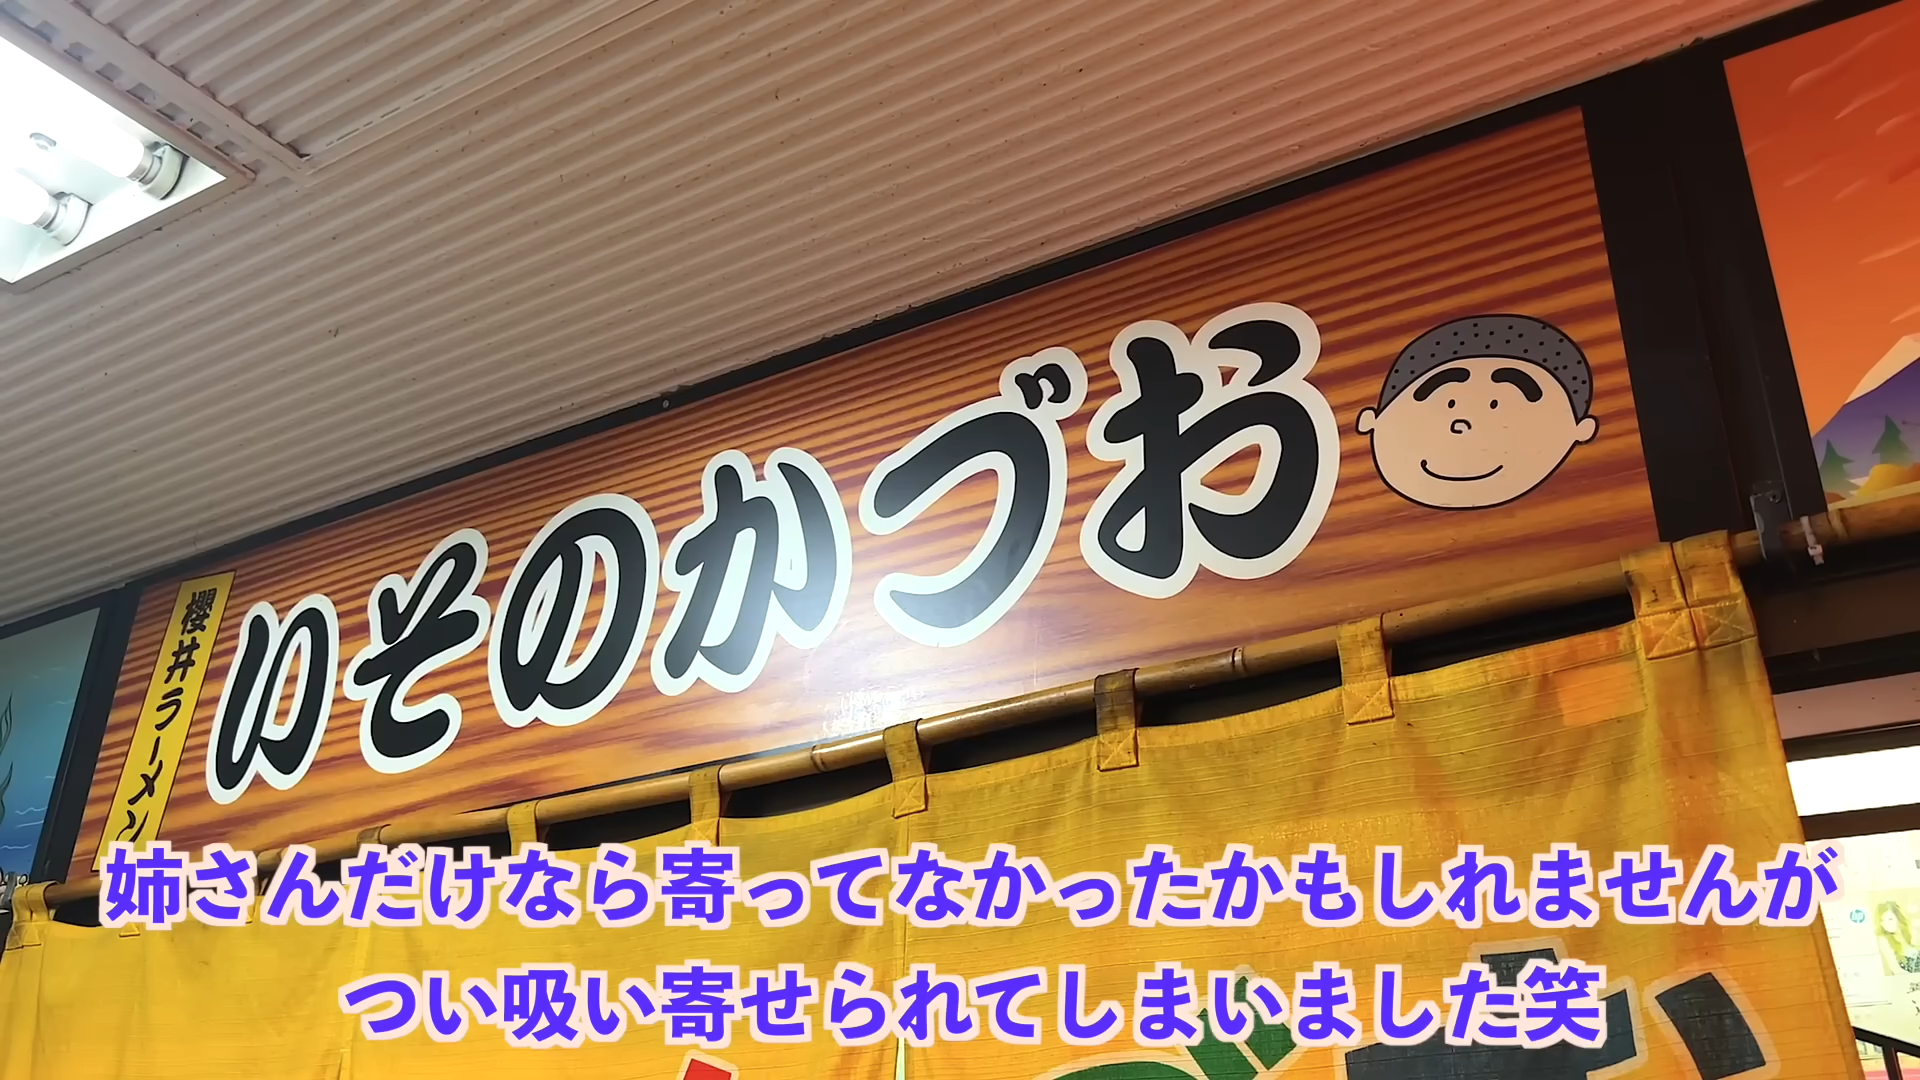 櫻井ラーメン
いそのかづお
姉さんだけなら寄ってなかったかもしれませんが
つい吸い寄せられてしまいました笑